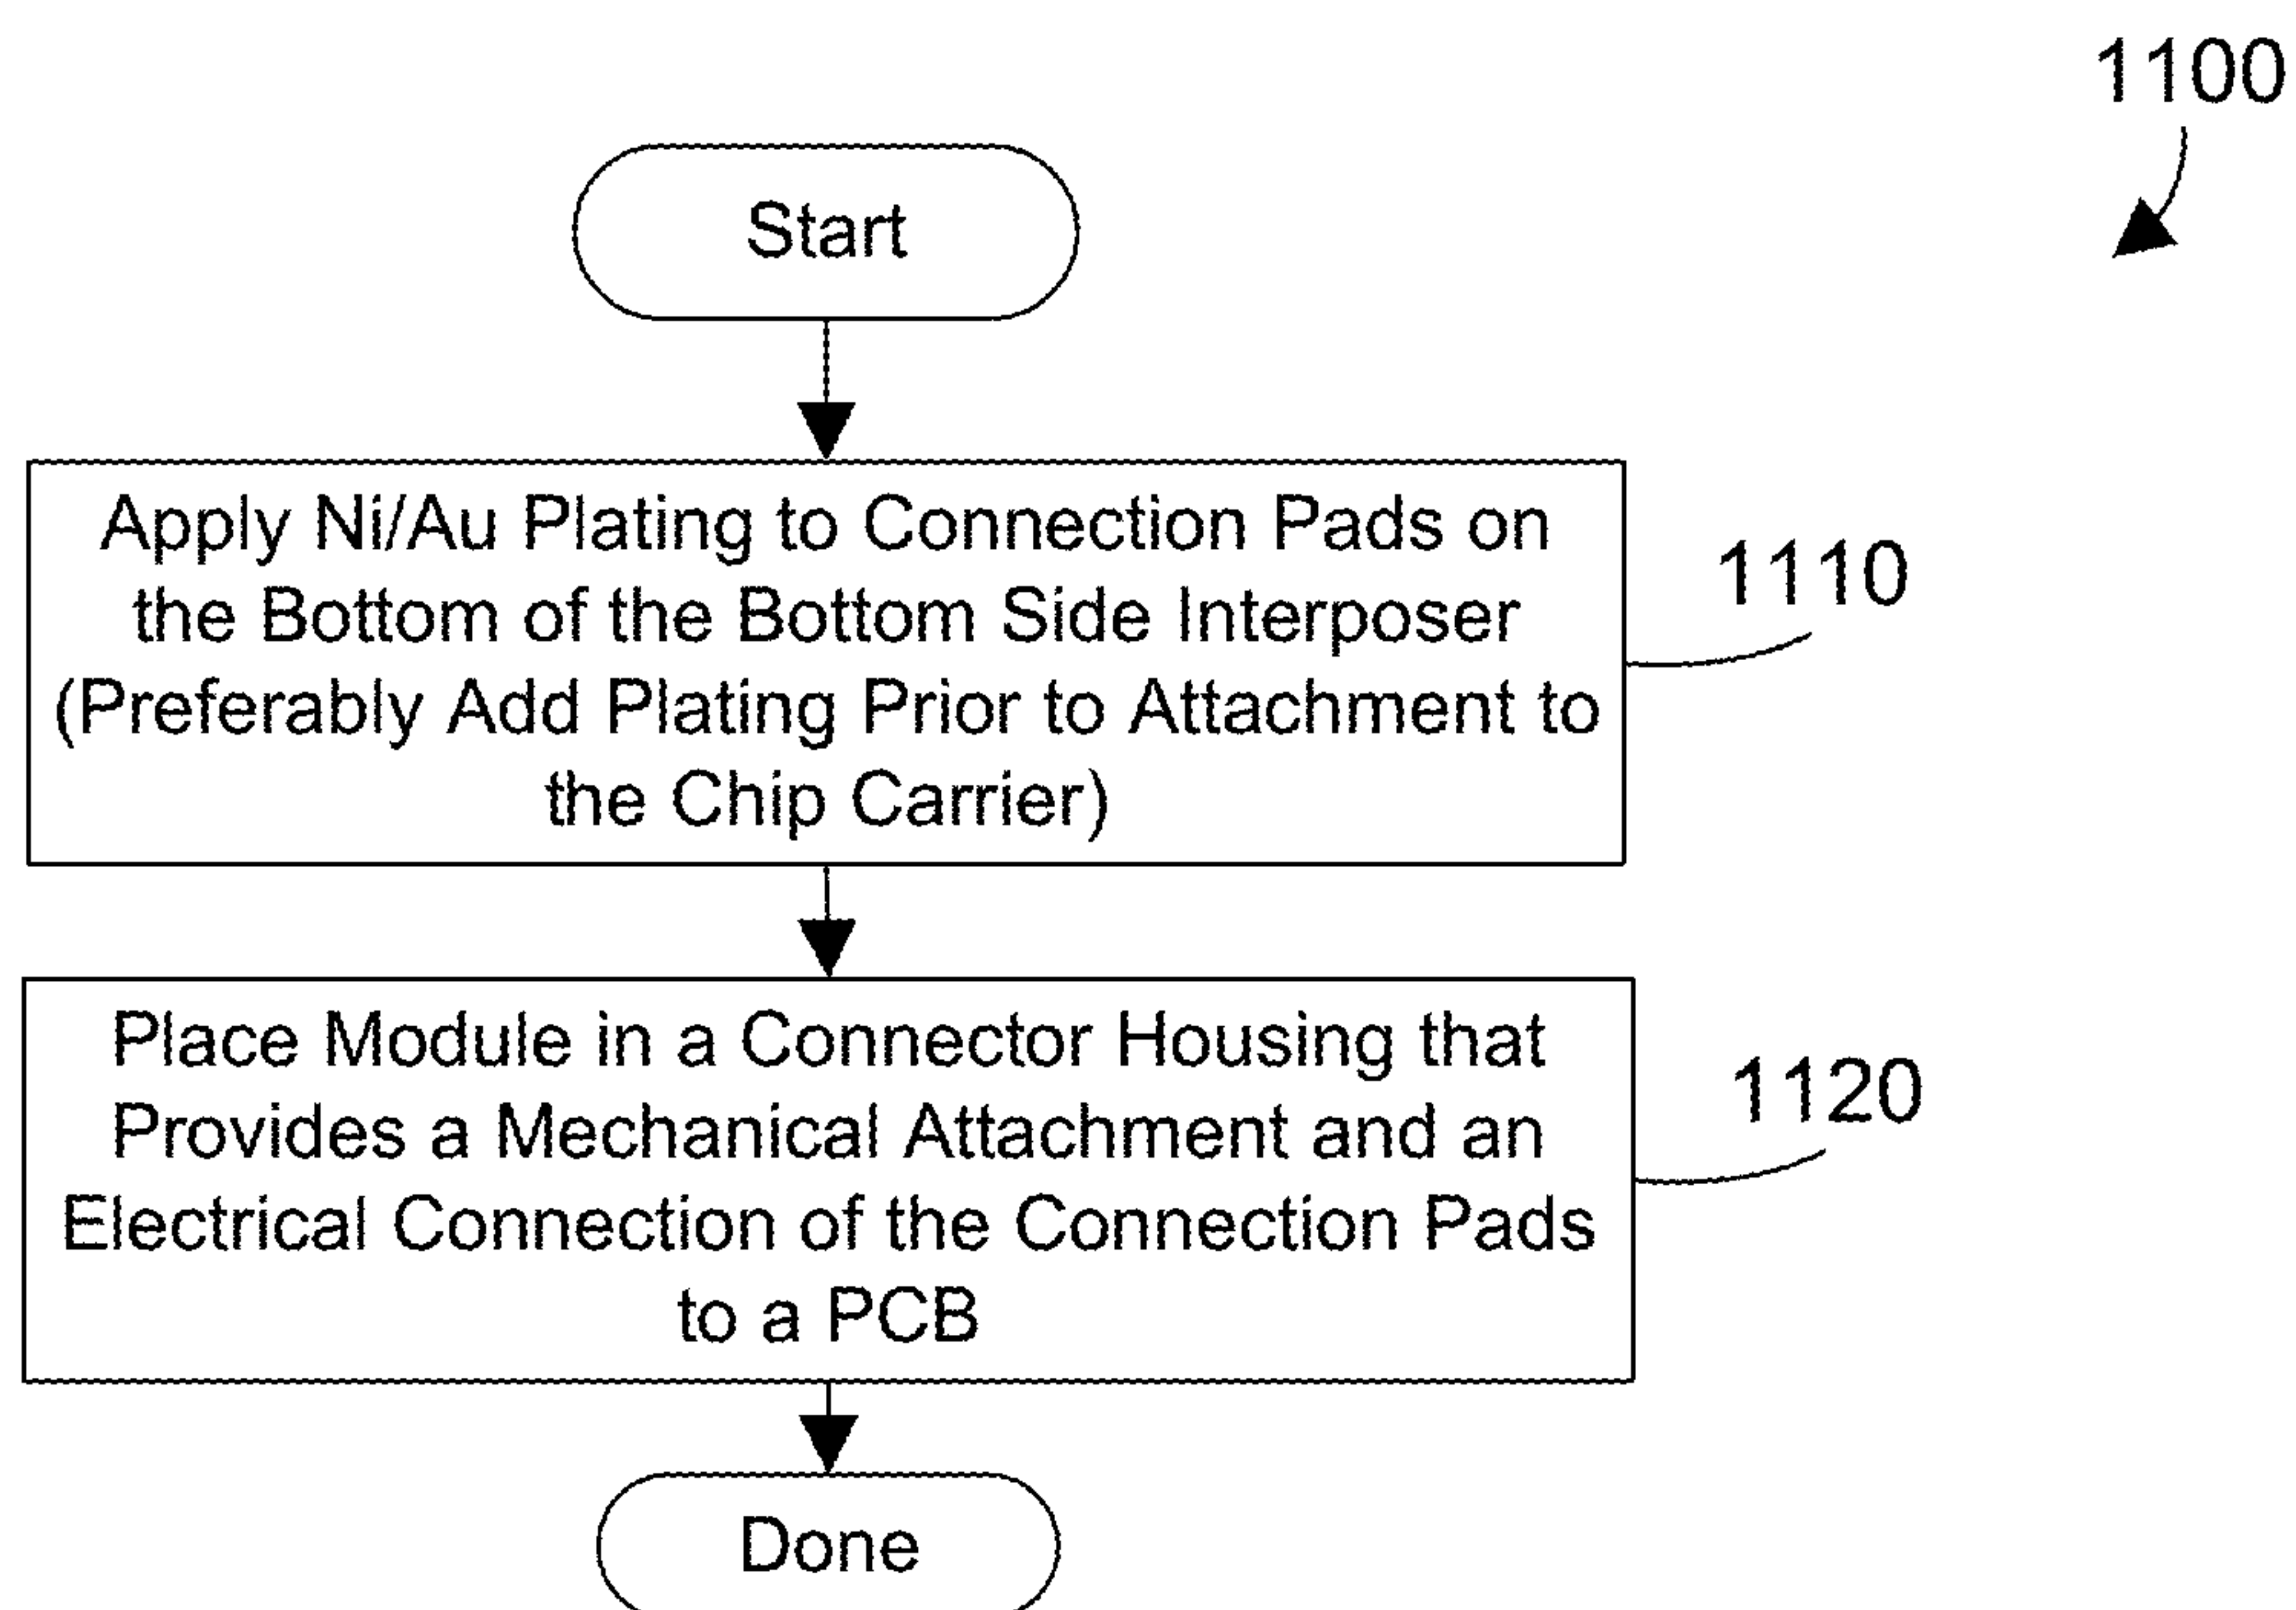 1100
Start
Apply Ni/Au Plating to Connection Pads on
the Bottom of the Bottom Side Interposer
(Preferably Add Plating Prior to Attachment to
the Chip Carrier)
1110
Place Module in a Connector Housing that
Provides a Mechanical Attachment and an
Electrical Connection of the Connection Pads
to a PCB
1120
Done